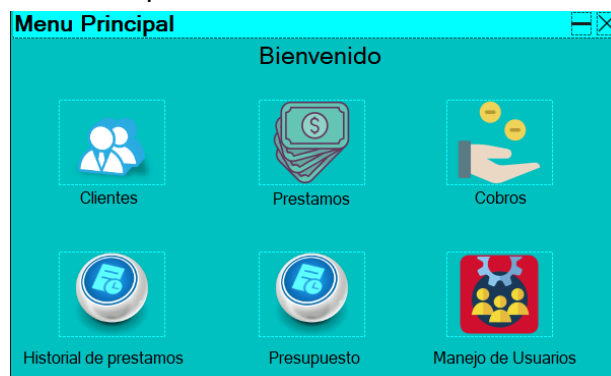 Menu Principal
Bienvenido
Clientes
Prestamos
Cobros
Historial de prestamos
Presupuesto
Manejo de Usuarios